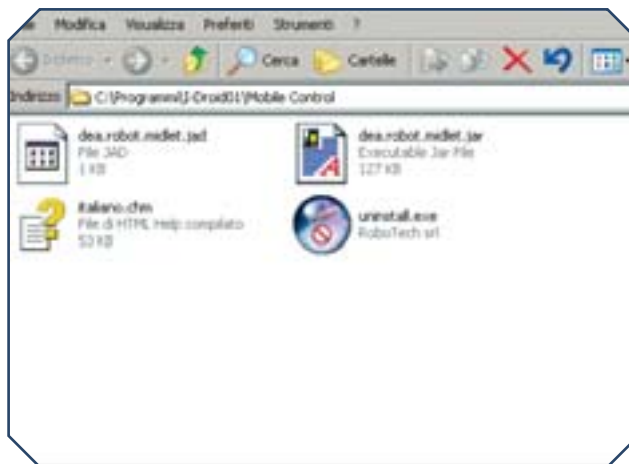 Modifica Visualizza Preferiti Strumenti ?
Indietro Cerca Cartelle
Indirizzo C:\Programmi\I-Droid01\Mobile Control
dea.robot.midlet.jad
File JAD
1 KB
dea.robot.midlet.jar
Executable Jar File
127 KB
italiano.chm
File di HTML Help compilato
53 KB
uninstall.exe
RoboTech srl